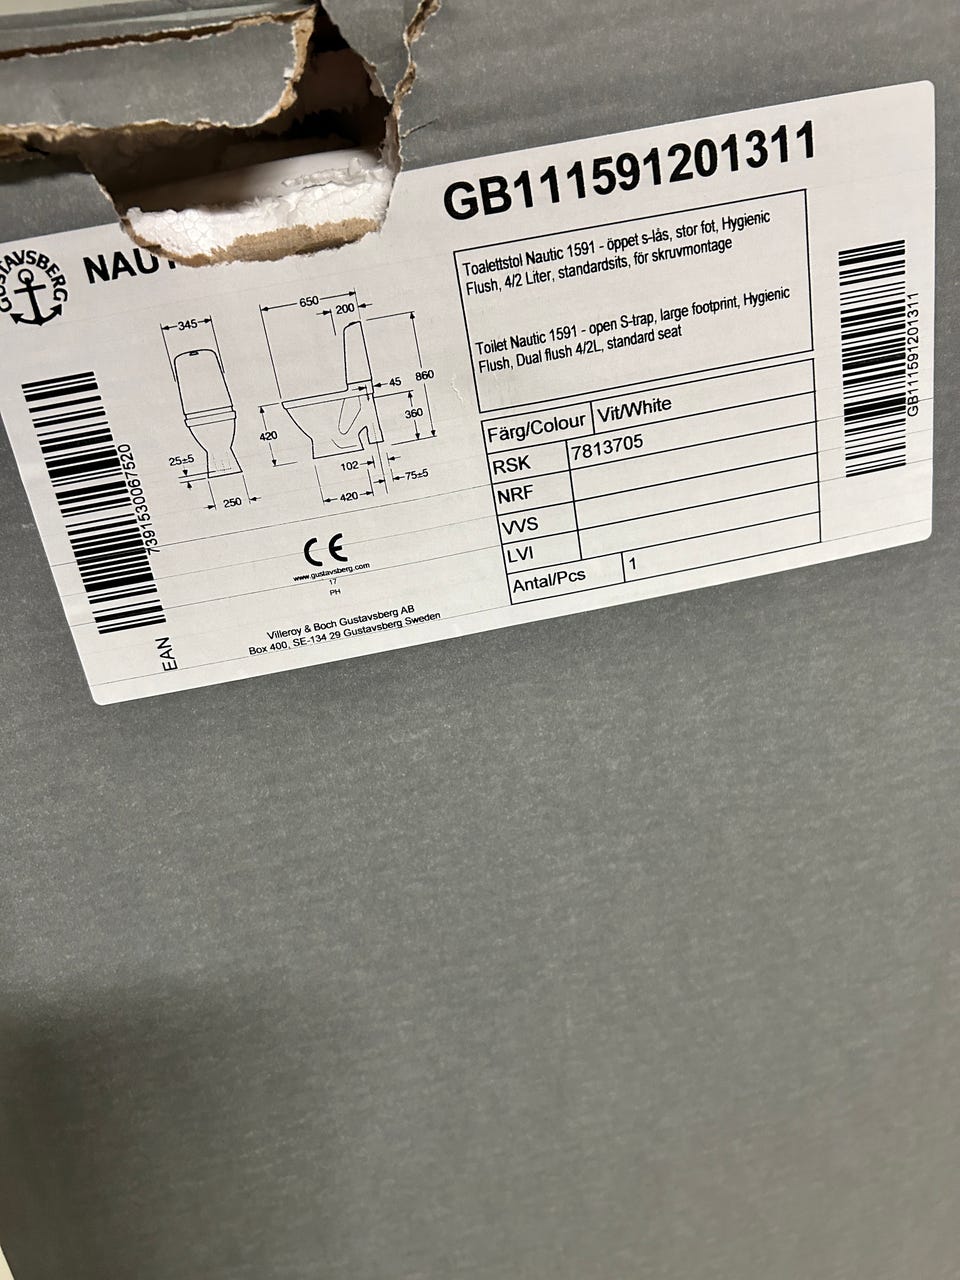 GB111591201311
GUSTAVSBERG
Toalettstol Nautic 1591 - öppet s-lås, stor fot, Hygienic
Flush, 4/2 Liter, standardsits, för skruvmontage
Toilet Nautic 1591 - open S-trap, large footprint, Hygienic
Flush, Dual flush 4/2L, standard seat
650
200
345
45
860
360
420
25±5
102
75±5
250
420
Färg/Colour Vit/White
RSK 7813705
NRF
VVS
LVI
Antal/Pcs 1
CE
www.gustavsberg.com
17
PH
Villeroy & Boch Gustavsberg AB
Box 400, SE-134 29 Gustavsberg Sweden
7391530067520
EAN
GB111591201311